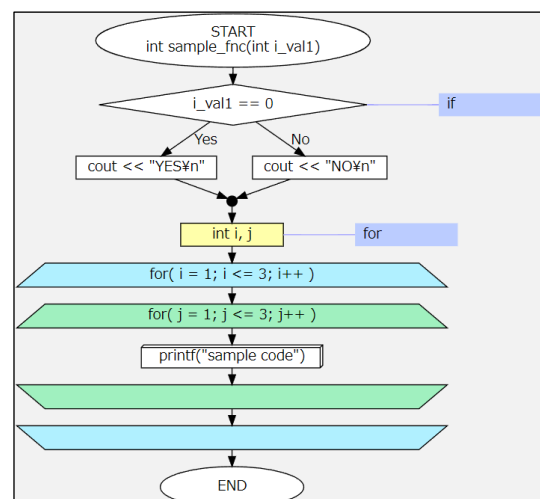 START
int sample_fnc(int i_val1)
i_val1 == 0
if
Yes
No
cout << "YES¥n"
cout << "NO¥n"
int i, j
for
for( i = 1; i <= 3; i++ )
for( j = 1; j <= 3; j++ )
printf("sample code")
END